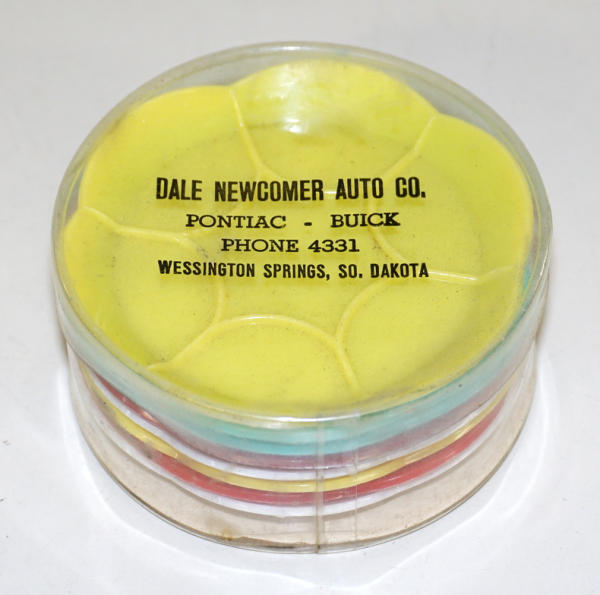 DALE NEWCOMER AUTO CO.
PONTIAC - BUICK
PHONE 4331
WESSINGTON SPRINGS, SO. DAKOTA